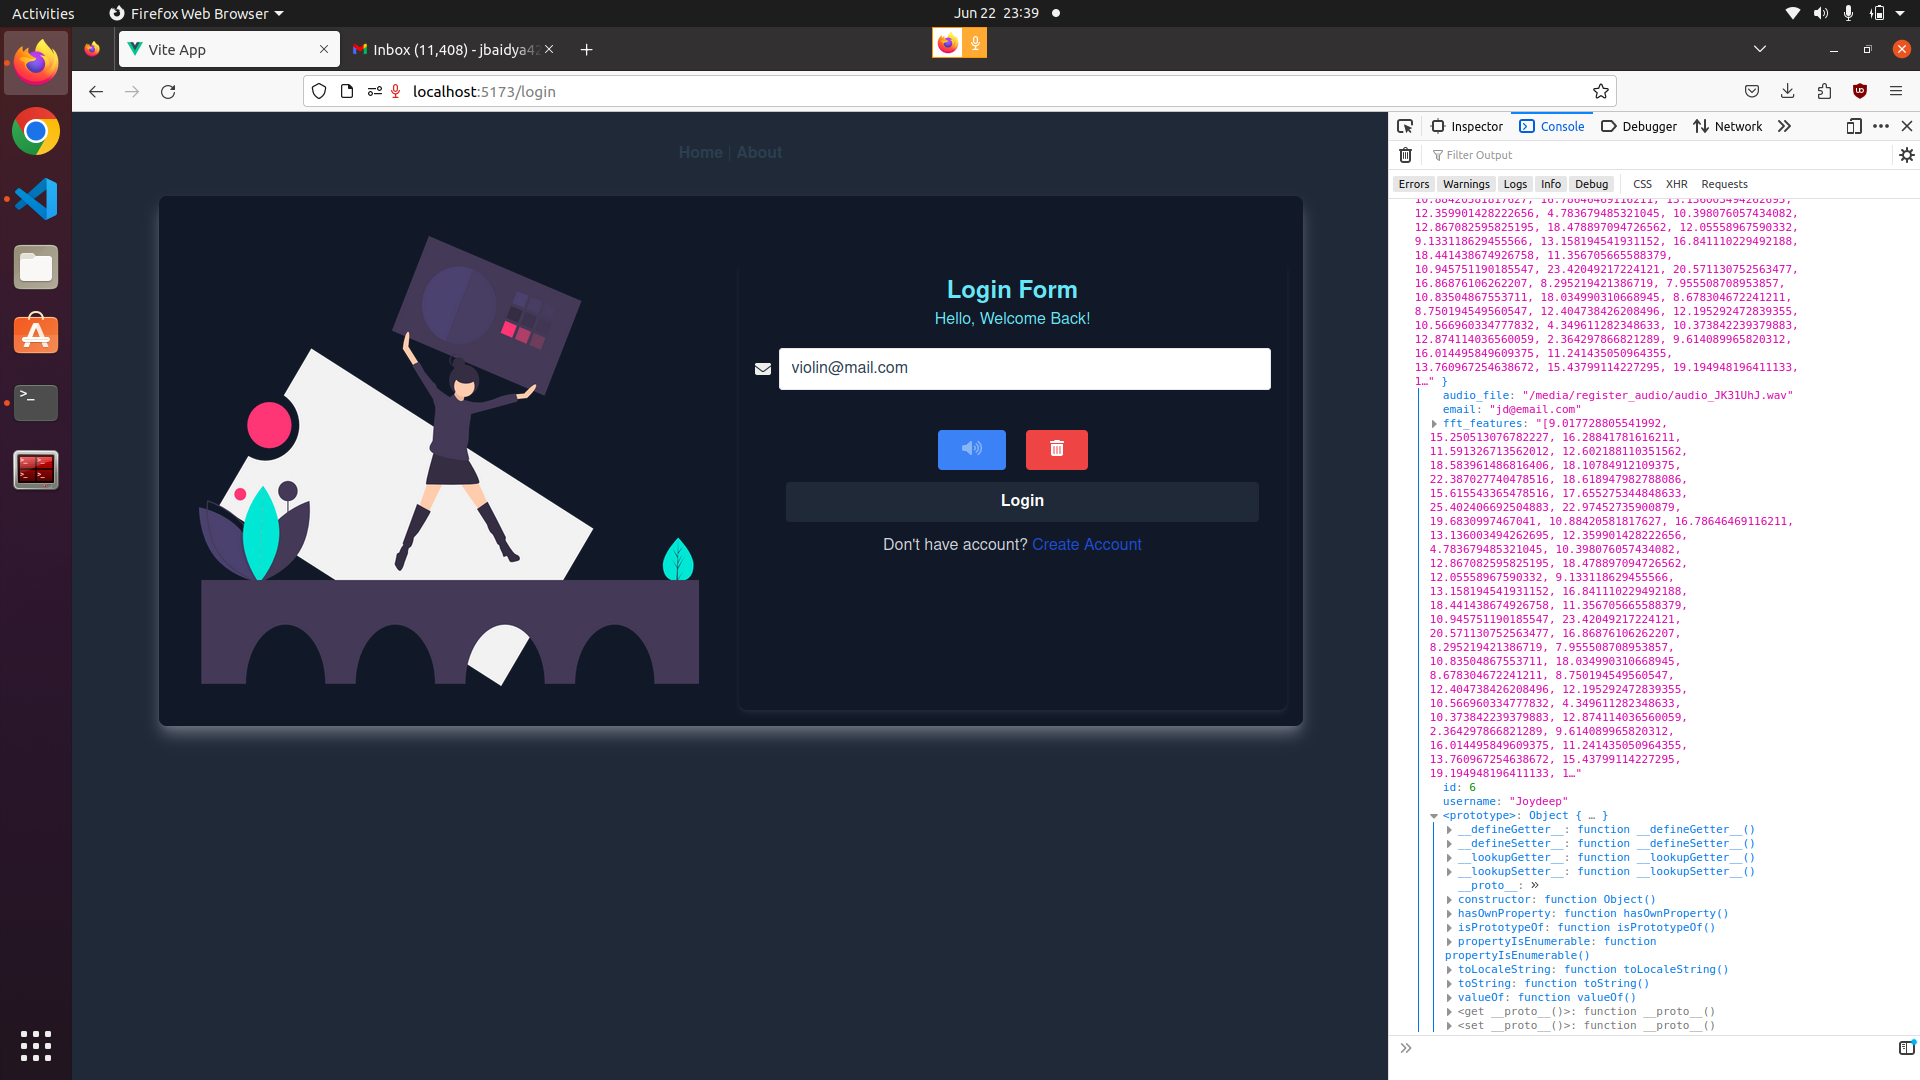 Activities
Firefox Web Browser
Jun 22 23:39
Vite App
Inbox (11,408) - jbaidya42
localhost:5173/login
Home | About
Login Form
Hello, Welcome Back!
violin@mail.com
Login
Don't have account? Create Account
Inspector
Console
Debugger
Network
Filter Output
Errors
Warnings
Logs
Info
Debug
CSS
XHR
Requests
10.88420581817627, 16.78646469116211, 13.136003494262695,
12.359901428222656, 4.783679485321045, 10.398076057434082,
12.867082595825195, 18.478897094726562, 12.05558967590332,
9.133118629455566, 13.158194541931152, 16.841110229492188,
18.441438674926758, 11.356705665588379,
10.945751190185547, 23.42049217224121, 20.571130752563477,
16.86876106262207, 8.295219421386719, 7.955508708953857,
10.83504867553711, 18.034990310668945, 8.678304672241211,
8.750194549560547, 12.404738426208496, 12.195292472839355,
10.566960334777832, 4.349611282348633, 10.373842239379883,
12.874114036560059, 2.364297866821289, 9.614089965820312,
16.014495849609375, 11.241435050964355,
13.760967254638672, 15.43799114227295, 19.194948196411133,
1…" }
audio_file: "/media/register_audio/audio_JK31UhJ.wav"
email: "jd@email.com"
fft_features: "[9.017728805541992,
15.250513076782227, 16.28841781616211,
11.591326713562012, 12.602188110351562,
18.583961486816406, 18.10784912109375,
22.387027740478516, 18.618947982788086,
15.615543365478516, 17.655275344848633,
25.402406692504883, 22.97452735900879,
19.6830997467041, 10.88420581817627, 16.78646469116211,
13.136003494262695, 12.359901428222656,
4.783679485321045, 10.398076057434082,
12.867082595825195, 18.478897094726562,
12.05558967590332, 9.133118629455566,
13.158194541931152, 16.841110229492188,
18.441438674926758, 11.356705665588379,
10.945751190185547, 23.42049217224121,
20.571130752563477, 16.86876106262207,
8.295219421386719, 7.955508708953857,
10.83504867553711, 18.034990310668945,
8.678304672241211, 8.750194549560547,
12.404738426208496, 12.195292472839355,
10.566960334777832, 4.349611282348633,
10.373842239379883, 12.874114036560059,
2.364297866821289, 9.614089965820312,
16.014495849609375, 11.241435050964355,
13.760967254638672, 15.43799114227295,
19.194948196411133, 1…"
id: 6
username: "Joydeep"
<prototype>: Object { … }
__defineGetter__: function __defineGetter__()
__defineSetter__: function __defineSetter__()
__lookupGetter__: function __lookupGetter__()
__lookupSetter__: function __lookupSetter__()
__proto__: »
constructor: function Object()
hasOwnProperty: function hasOwnProperty()
isPrototypeOf: function isPrototypeOf()
propertyIsEnumerable: function
propertyIsEnumerable()
toLocaleString: function toLocaleString()
toString: function toString()
valueOf: function valueOf()
<get __proto__()>: function __proto__()
<set __proto__()>: function __proto__()